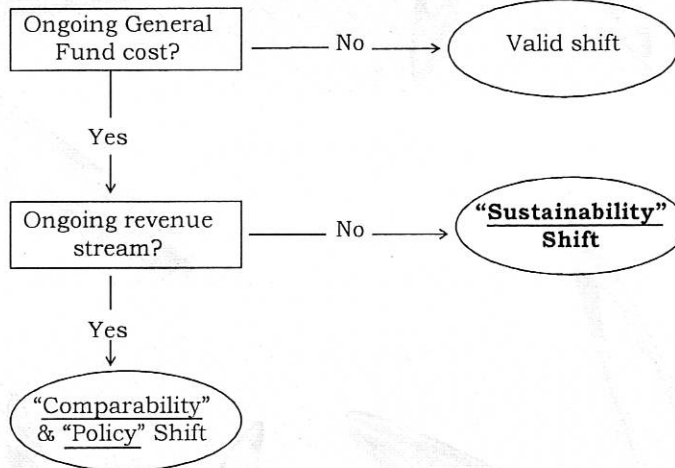 Ongoing General
Fund cost?
No
Valid shift
Yes
Ongoing revenue
stream?
No
“Sustainability”
Shift
Yes
“Comparability”
& “Policy” Shift